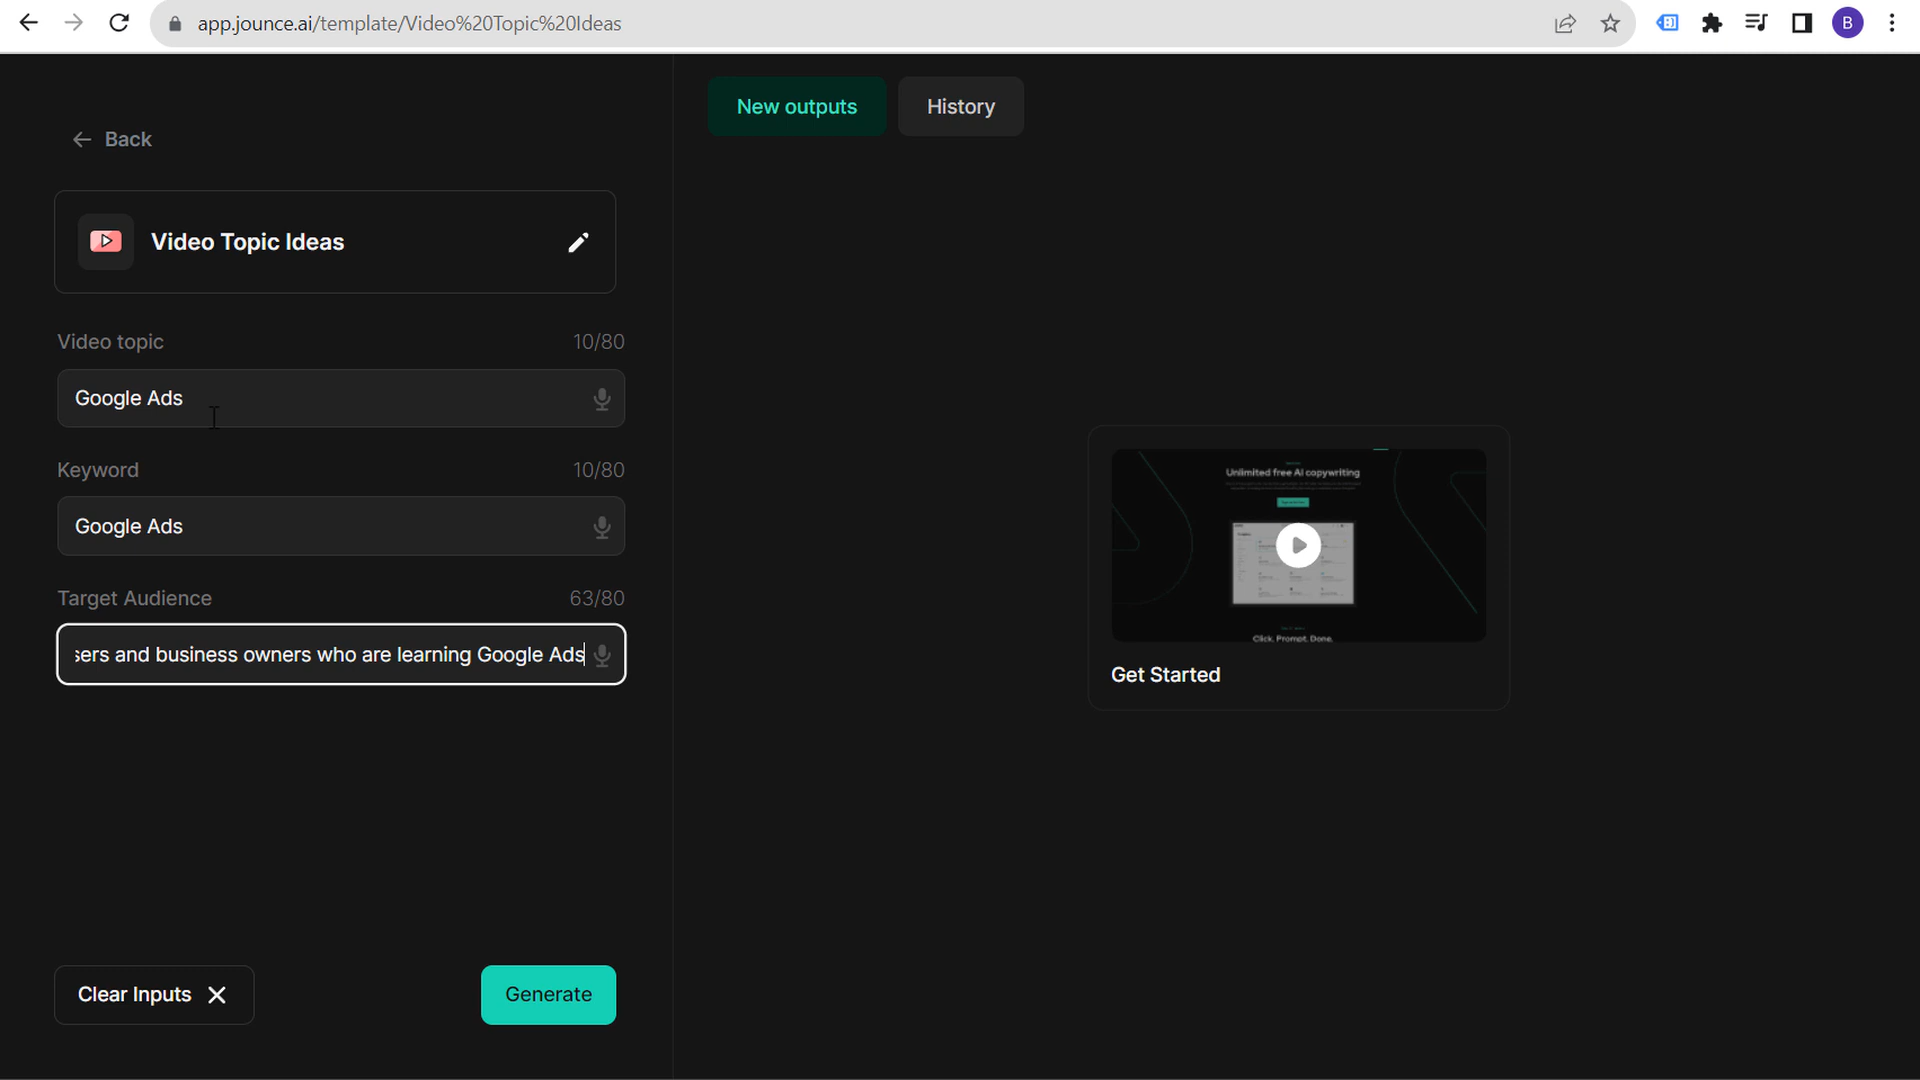 app.jounce.ai/template/Video%20Topic%20Ideas
B
New outputs
History
Back
Video Topic Ideas
Video topic
10/80
Google Ads
Keyword
10/80
Google Ads
Target Audience
63/80
sers and business owners who are learning Google Ads
Unlimited free AI copywriting
Click. Prompt. Done.
Get Started
Clear Inputs
Generate